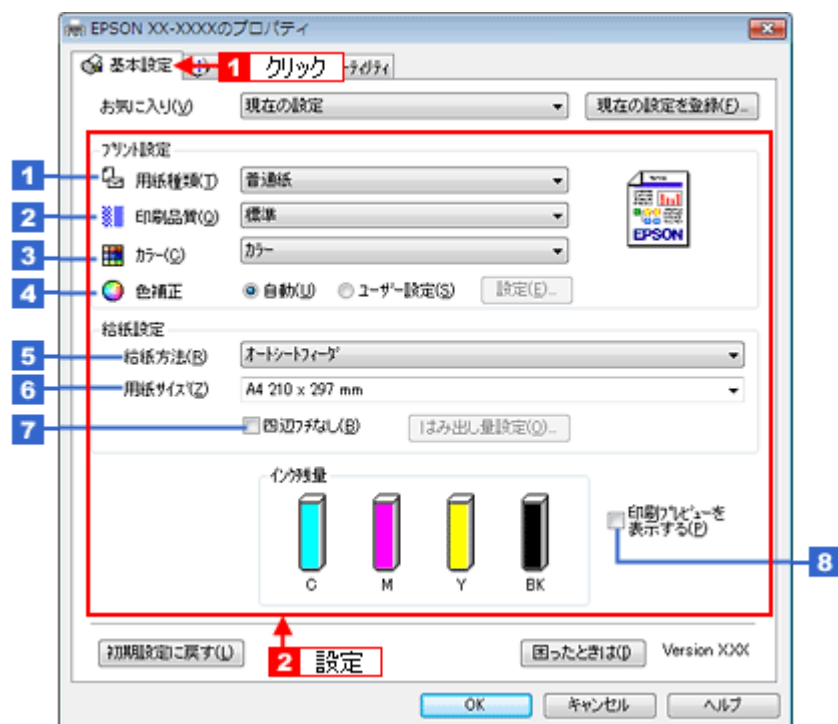 EPSON XX-XXXXのプロパティ
基本設定 1 クリック ーティリティ
お気に入り(V) 現在の設定 現在の設定を登録(F)...
プリント設定
1 用紙種類(T) 普通紙
2 印刷品質(Q) 標準
EPSON
3 カラー(C) カラー
4 色補正 自動(U) ユーザー設定(S) 設定(E)...
給紙設定
5 給紙方法(R) オートシートフィーダ
6 用紙サイズ(Z) A4 210 x 297 mm
7 四辺フチなし(B) はみ出し量設定(O)...
インク残量
C M Y BK
印刷プレビューを
表示する(P)
8
初期設定に戻す(L) 2 設定 困ったときは(I) Version XXX
OK キャンセル ヘルプ